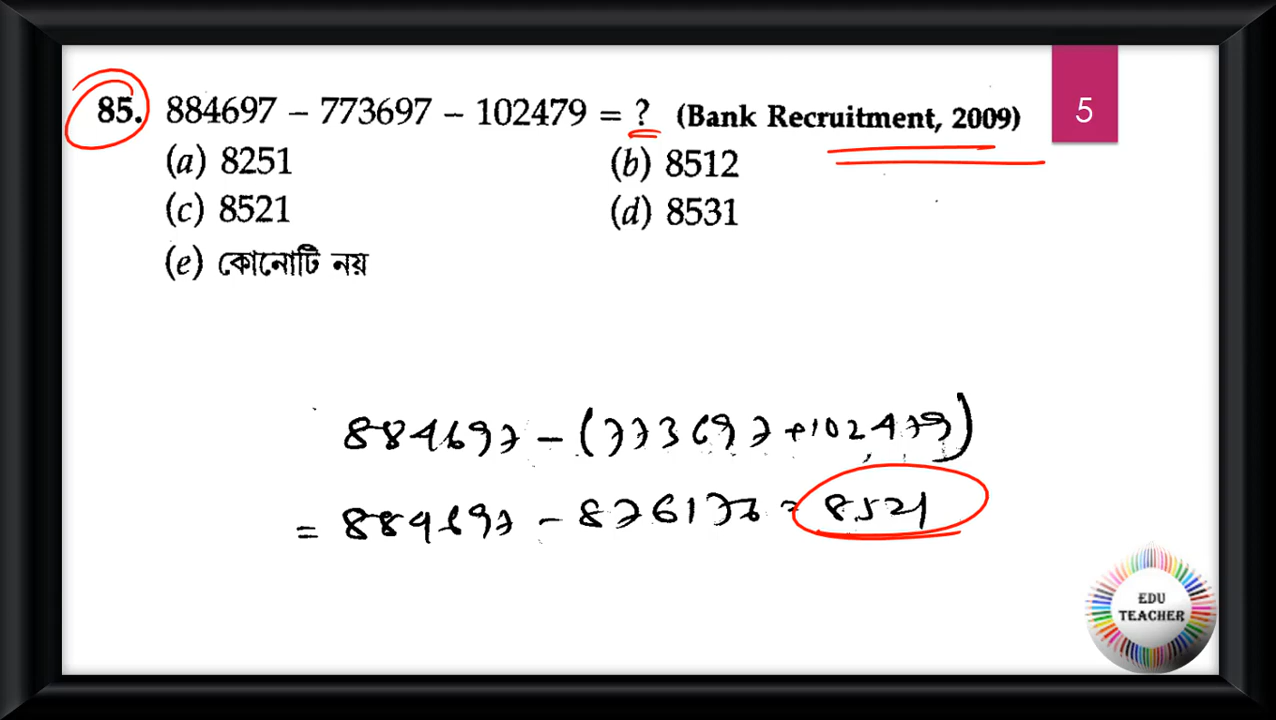 85. 884697 – 773697 – 102479 = ? (Bank Recruitment, 2009)
5
(a) 8251 (b) 8512
(c) 8521 (d) 8531
(e) কোনোটি নয়
884697 – (773697+102479)
= 884697 – 876176 = 8521
EDU
TEACHER